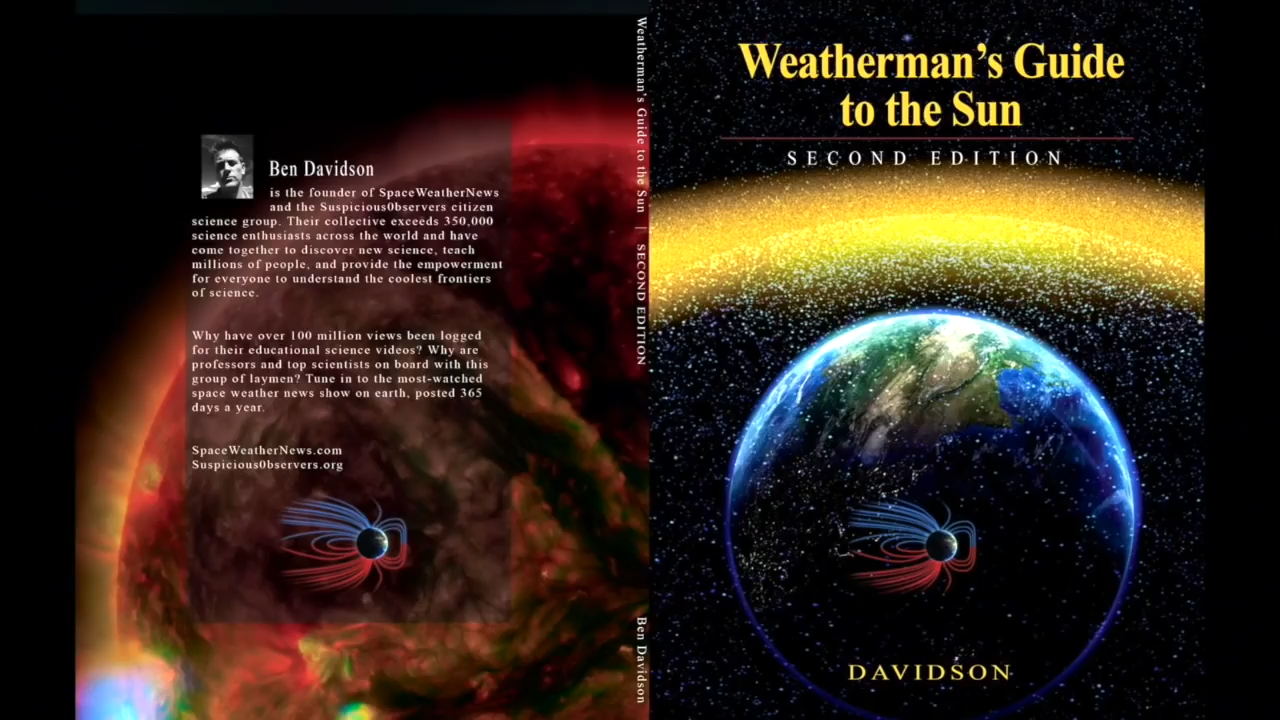 Ben Davidson
is the founder of SpaceWeatherNews
and the Suspicious0bservers citizen
science group. Their collective exceeds 350,000
science enthusiasts across the world and have
come together to discover new science, teach
millions of people, and provide the empowerment
for everyone to understand the coolest frontiers
of science.
Why have over 100 million views been logged
for their educational science videos? Why are
professors and top scientists on board with this
group of laymen? Tune in to the most-watched
space weather news show on earth, posted 365
days a year.
SpaceWeatherNews.com
Suspicious0bservers.org
Weatherman's Guide to the Sun | SECOND EDITION
Ben Davidson
Weatherman's Guide
to the Sun
SECOND EDITION
DAVIDSON